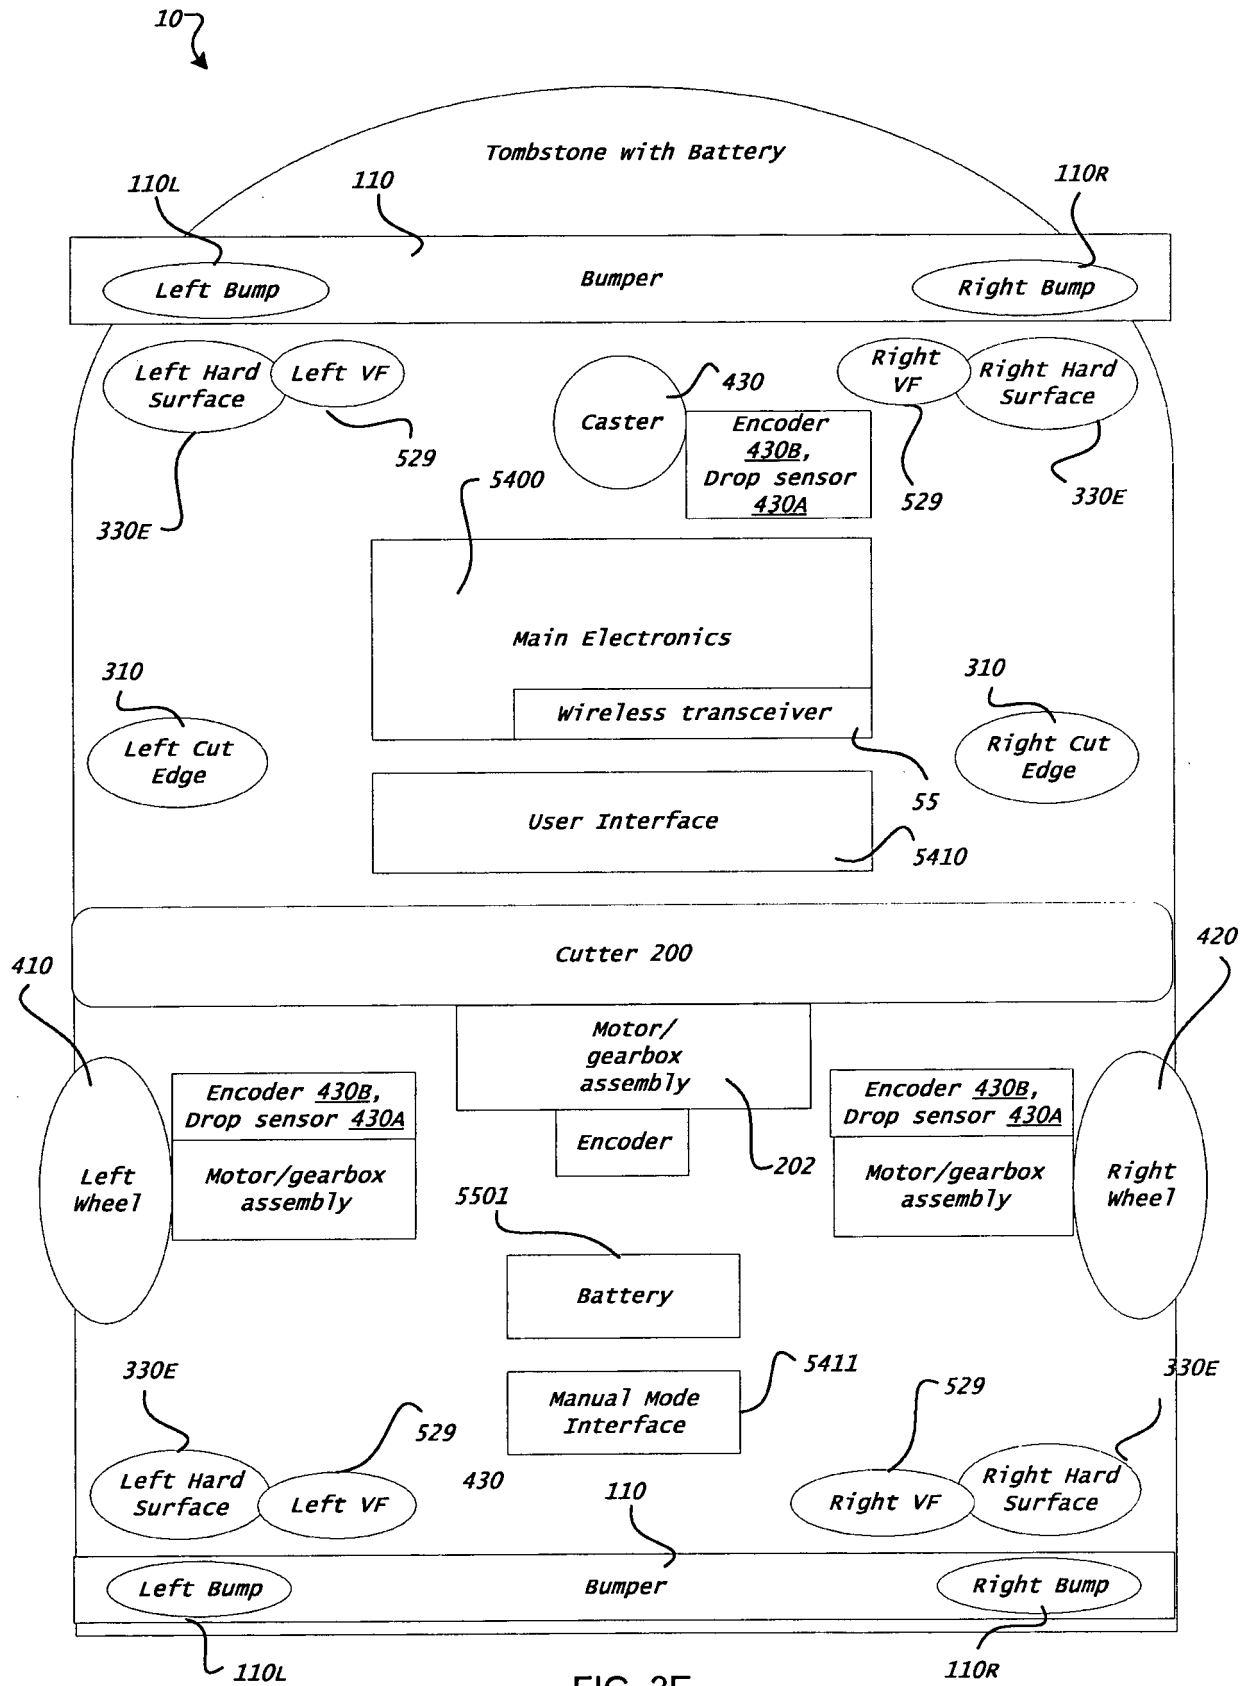 10
Tombstone with Battery
110L
110
110R
Left Bump
Bumper
Right Bump
Left Hard
Surface
Left VF
Right
VF
Right Hard
Surface
430
Caster
Encoder
430B,
Drop sensor
430A
529
529
330E
330E
5400
Main Electronics
Wireless transceiver
310
310
Left Cut
Edge
Right Cut
Edge
55
User Interface
5410
Cutter 200
410
420
Motor/
gearbox
assembly
Encoder 430B,
Drop sensor 430A
Encoder 430B,
Drop sensor 430A
Encoder
202
Left
Wheel
Motor/gearbox
assembly
Motor/gearbox
assembly
Right
Wheel
5501
Battery
5411
330E
330E
529
529
Manual Mode
Interface
Left Hard
Surface
Left VF
430
110
Right VF
Right Hard
Surface
Left Bump
Bumper
Right Bump
110L
110R